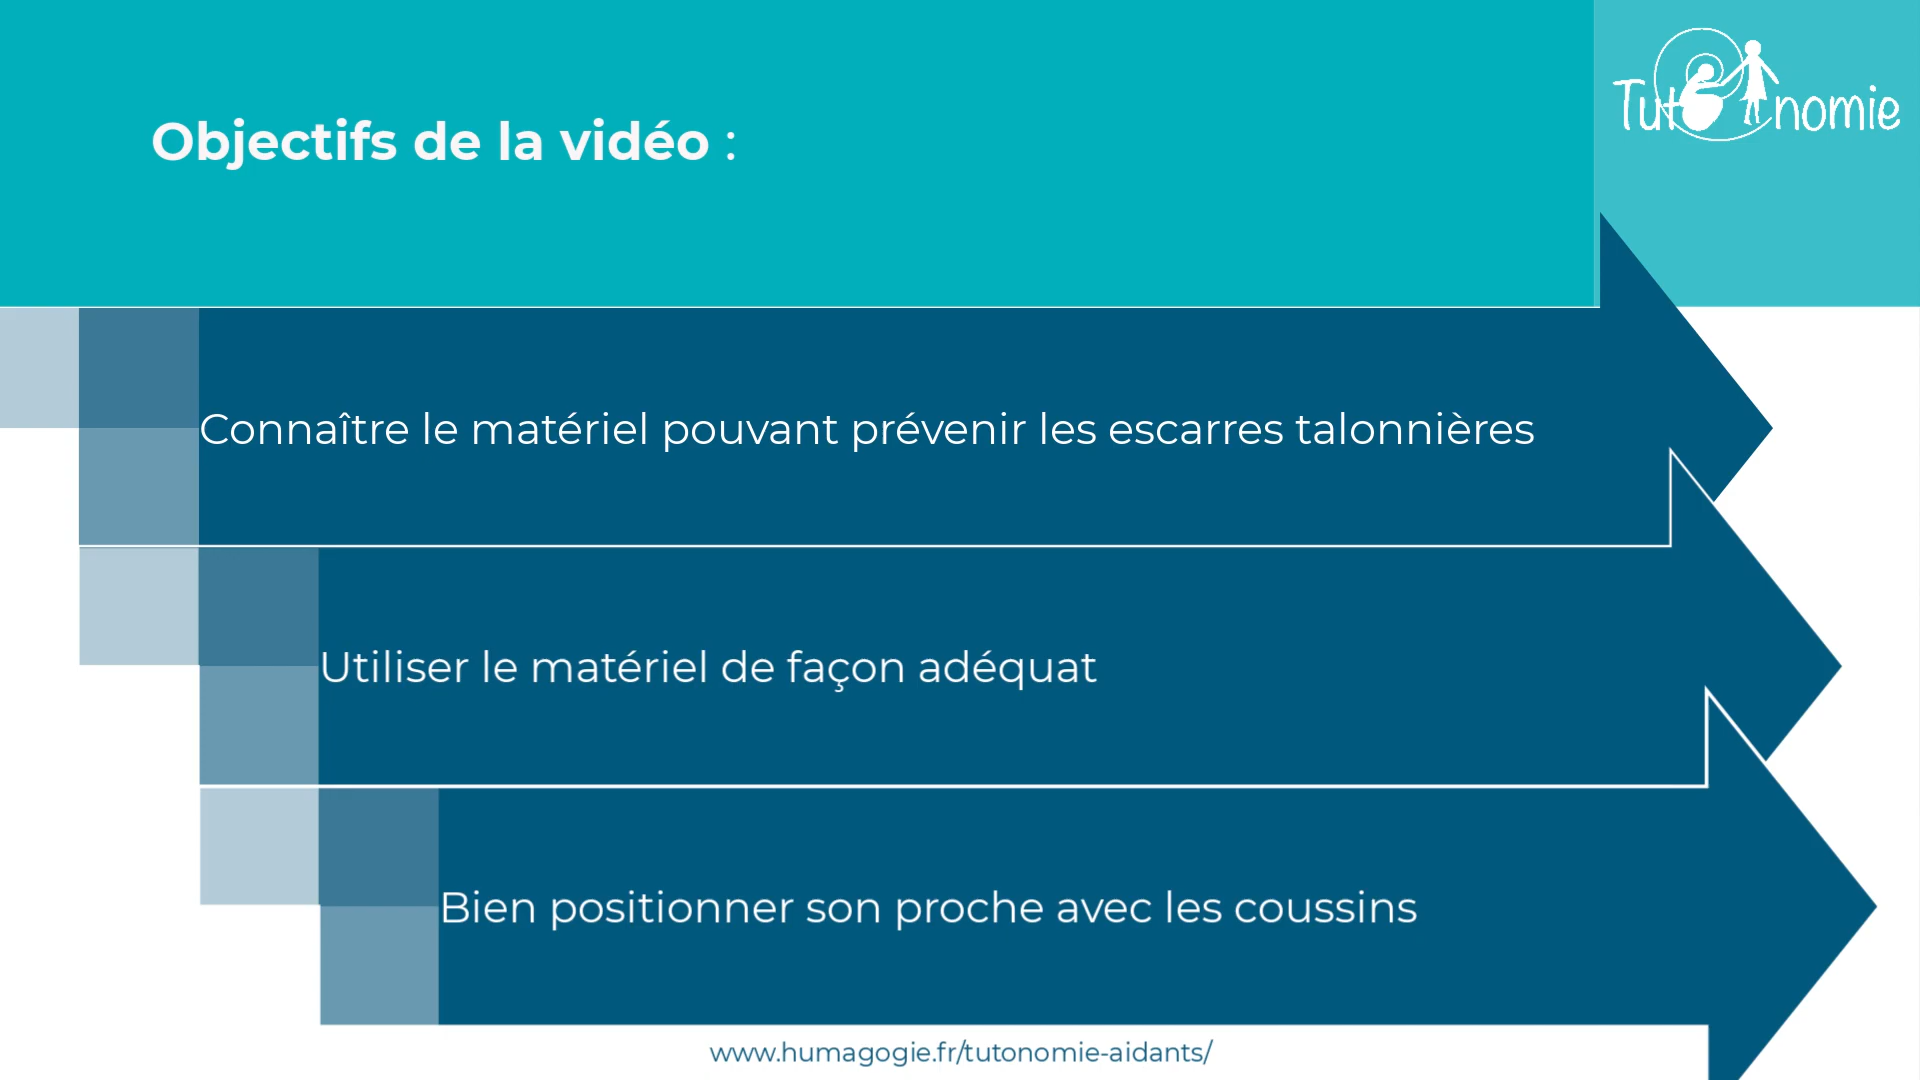 Tutonomie
Objectifs de la vidéo :
Connaître le matériel pouvant prévenir les escarres talonnières
Utiliser le matériel de façon adéquat
Bien positionner son proche avec les coussins
www.humagogie.fr/tutonomie-aidants/